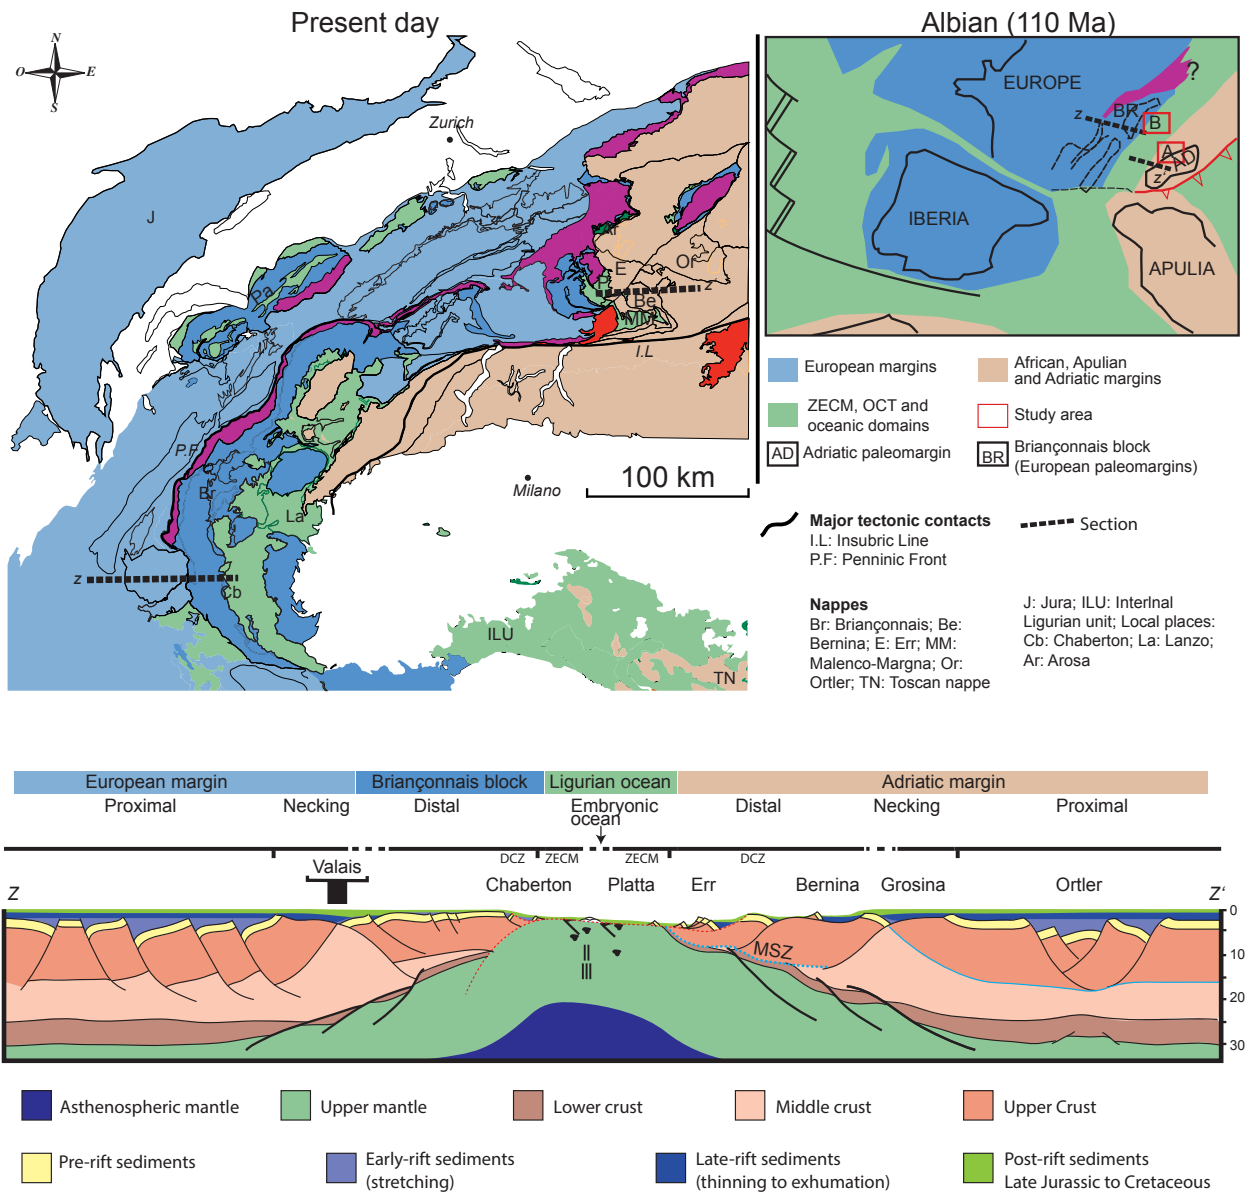 Present day
Albian (110 Ma)
N
O
E
S
Zurich
J
Pa
Ar
E
Or
P
Be
z'
MM
I.L
P.F
Br
La
Milano
100 km
z
Cb
ILU
TN
EUROPE
?
BR
z
B
A
AD
z'
IBERIA
APULIA
European margins
African, Apulian
and Adriatic margins
ZECM, OCT and
oceanic domains
Study area
AD Adriatic paleomargin
BR Briançonnais block
(European paleomargins)
Major tectonic contacts
I.L: Insubric Line
P.F: Penninic Front
Section
Nappes
Br: Briançonnais; Be:
Bernina; E: Err; MM:
Malenco-Margna; Or:
Ortler; TN: Toscan nappe
J: Jura; ILU: Interlnal
Ligurian unit; Local places:
Cb: Chaberton; La: Lanzo;
Ar: Arosa
European margin
Briançonnais block
Ligurian ocean
Adriatic margin
Proximal
Necking
Distal
Embryonic
ocean
Distal
Necking
Proximal
DCZ
ZECM
ZECM
DCZ
Valais
Chaberton
Platta
Err
Bernina
Grosina
Ortler
Z
Z'
0
10
20
30
MSZ
Asthenospheric mantle
Upper mantle
Lower crust
Middle crust
Upper Crust
Pre-rift sediments
Early-rift sediments
(stretching)
Late-rift sediments
(thinning to exhumation)
Post-rift sediments
Late Jurassic to Cretaceous